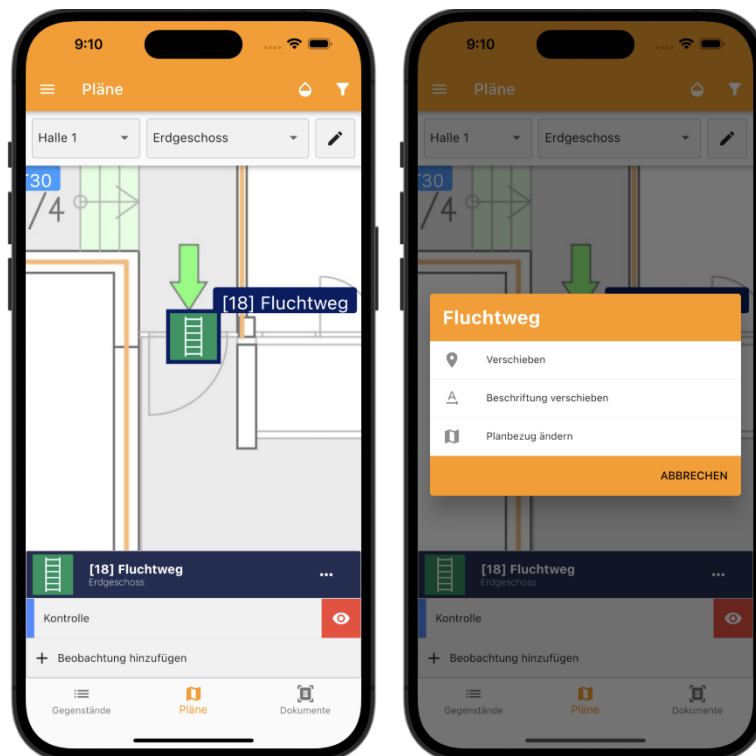 9:10
Pläne
Halle 1
Erdgeschoss
T30
/4
[18] Fluchtweg
[18] Fluchtweg
Erdgeschoss
Kontrolle
Beobachtung hinzufügen
Gegenstände
Pläne
Dokumente
9:10
Pläne
Halle 1
Erdgeschoss
T30
/4
Fluchtweg
Verschieben
Beschriftung verschieben
Planbezug ändern
ABBRECHEN
[18] Fluchtweg
Erdgeschoss
Kontrolle
Beobachtung hinzufügen
Gegenstände
Pläne
Dokumente